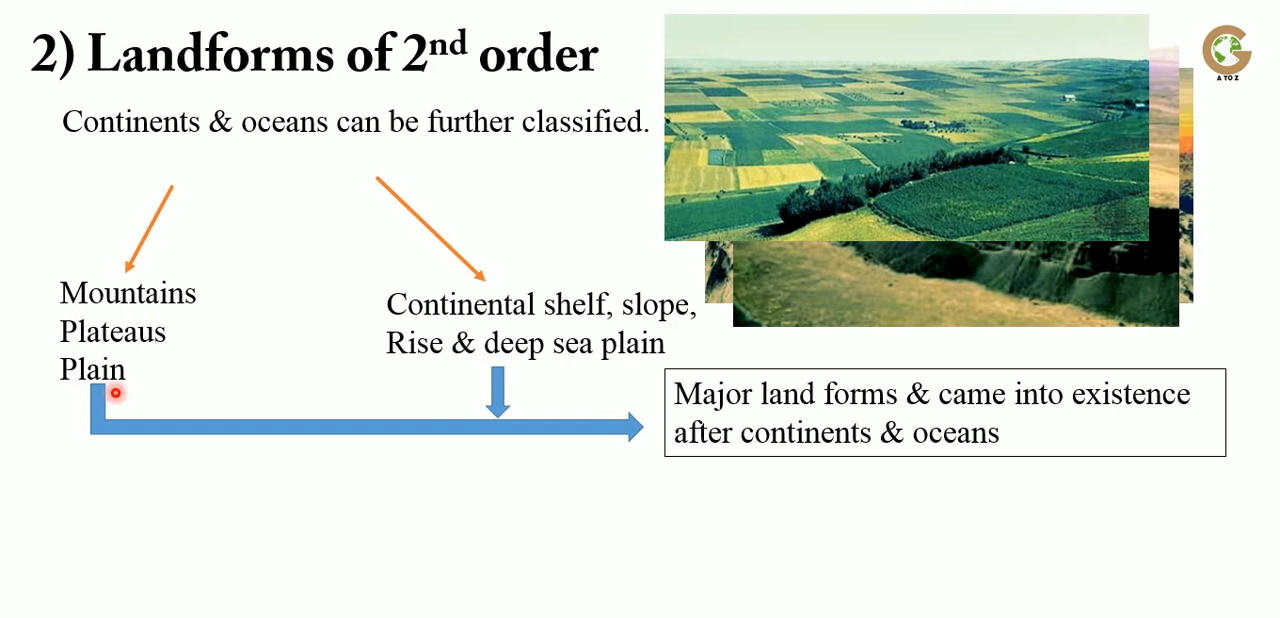 2) Landforms of 2nd order
A TO Z
Continents & oceans can be further classified.
Mountains
Plateaus
Plain
Continental shelf, slope,
Rise & deep sea plain
Major land forms & came into existence
after continents & oceans